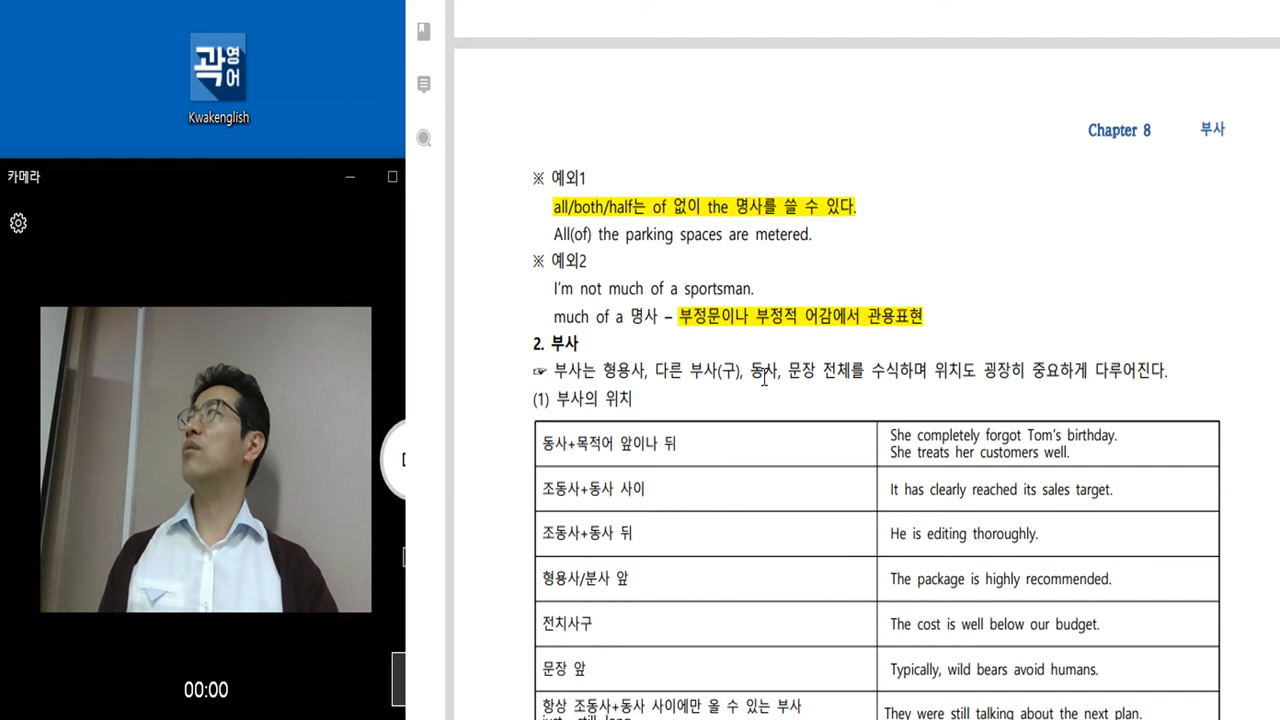 곽영어
Kwakenglish
카메라
00:00
Chapter 8 부사
※ 예외1
all/both/half는 of 없이 the 명사를 쓸 수 있다.
All(of) the parking spaces are metered.
※ 예외2
I'm not much of a sportsman.
much of a 명사 – 부정문이나 부정적 어감에서 관용표현
2. 부사
☞ 부사는 형용사, 다른 부사(구), 동사, 문장 전체를 수식하며 위치도 굉장히 중요하게 다루어진다.
(1) 부사의 위치
동사+목적어 앞이나 뒤
She completely forgot Tom's birthday.
She treats her customers well.
조동사+동사 사이
It has clearly reached its sales target.
조동사+동사 뒤
He is editing thoroughly.
형용사/분사 앞
The package is highly recommended.
전치사구
The cost is well below our budget.
문장 앞
Typically, wild bears avoid humans.
항상 조동사+동사 사이에만 올 수 있는 부사
They were still talking about the next plan.